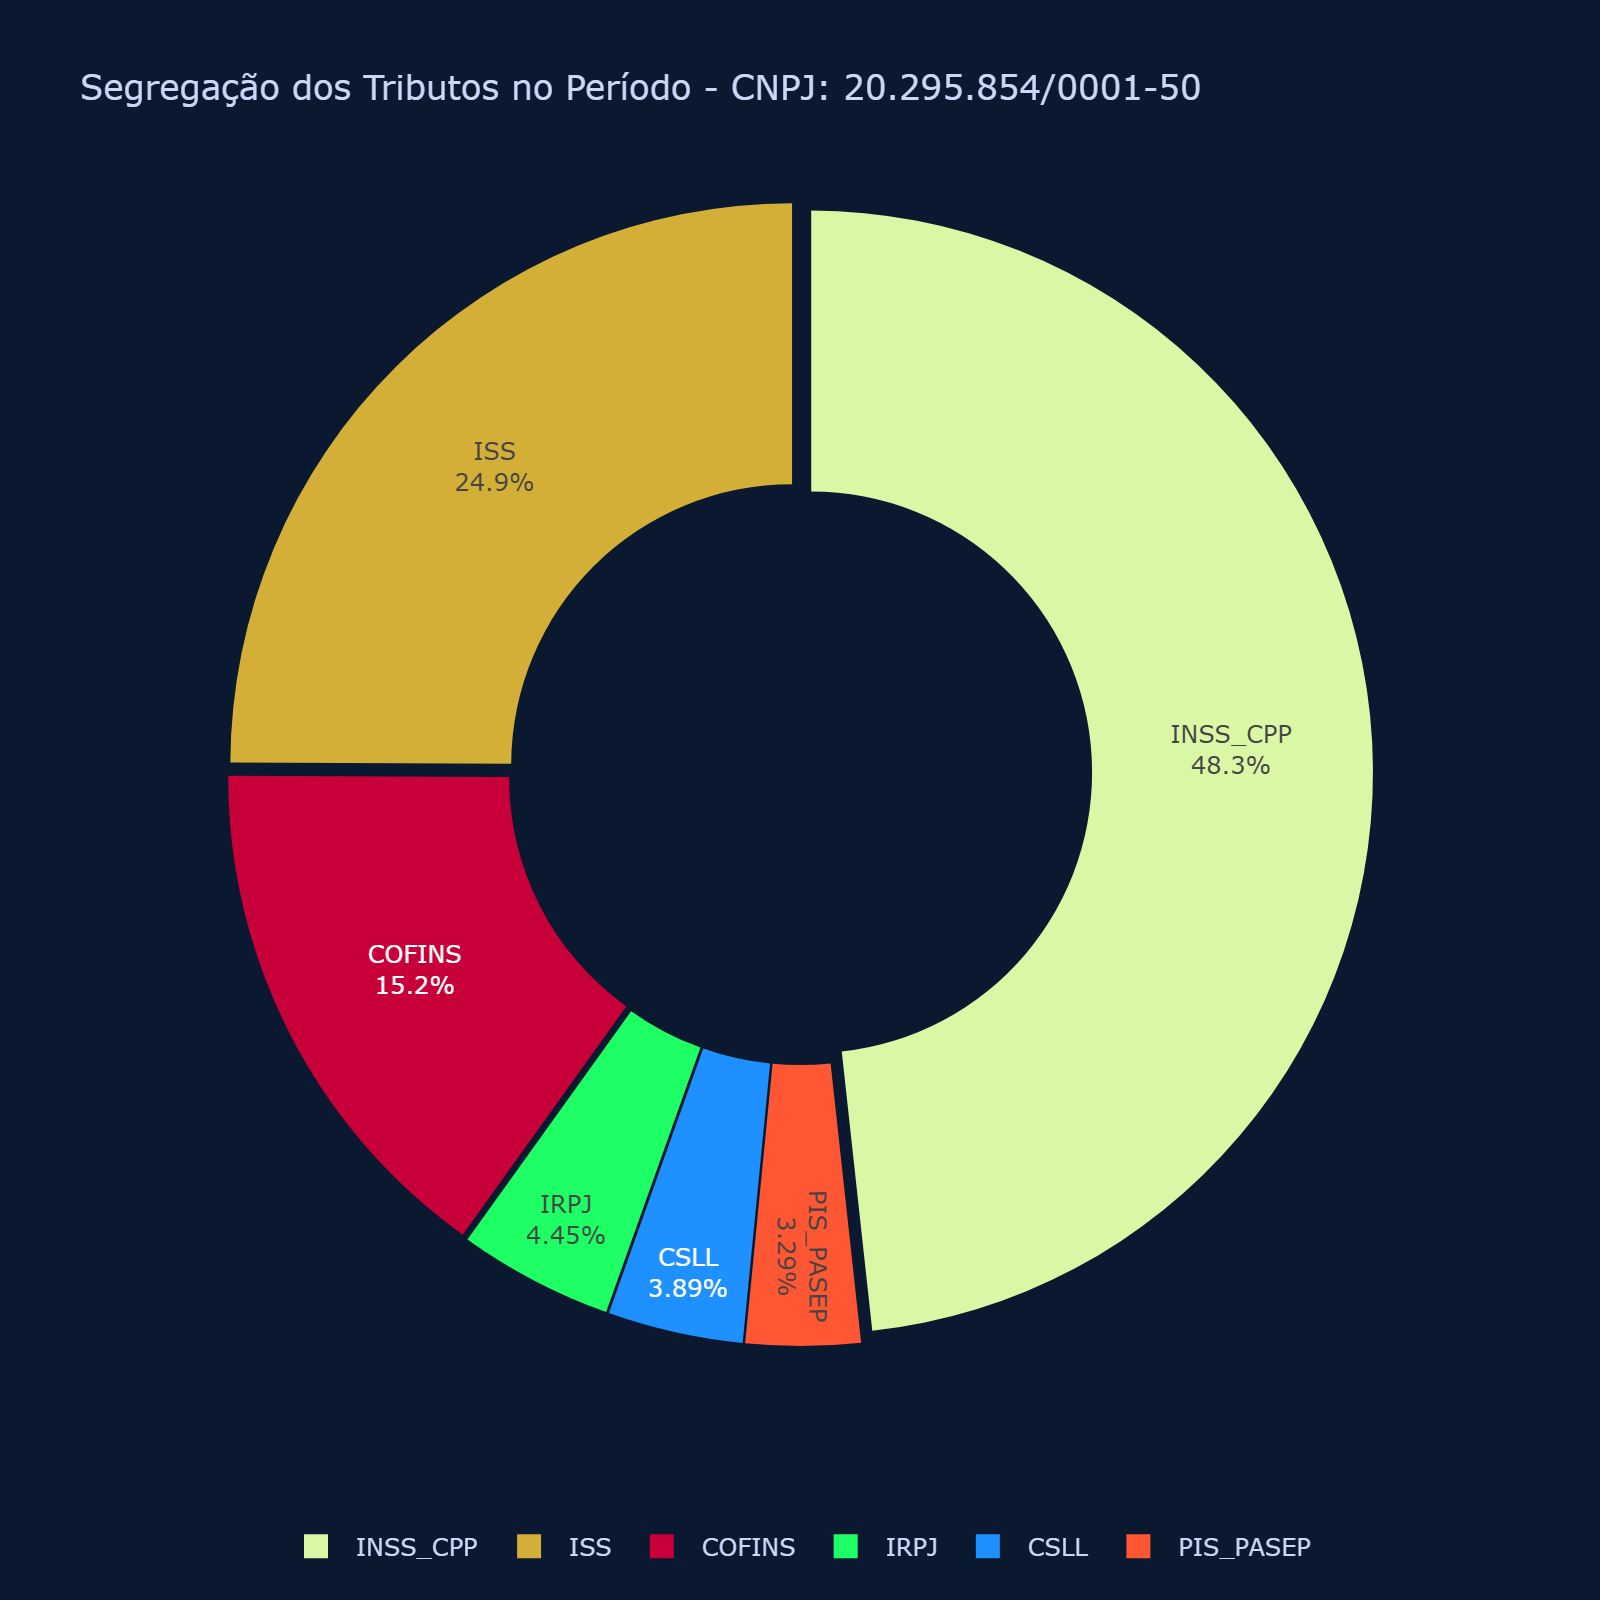 Segregação dos Tributos no Período - CNPJ: 20.295.854/0001-50
ISS
24.9%
INSS_CPP
48.3%
COFINS
15.2%
IRPJ
4.45%
CSLL
3.89%
PIS_PASEP
3.29%
INSS_CPP
ISS
COFINS
IRPJ
CSLL
PIS_PASEP